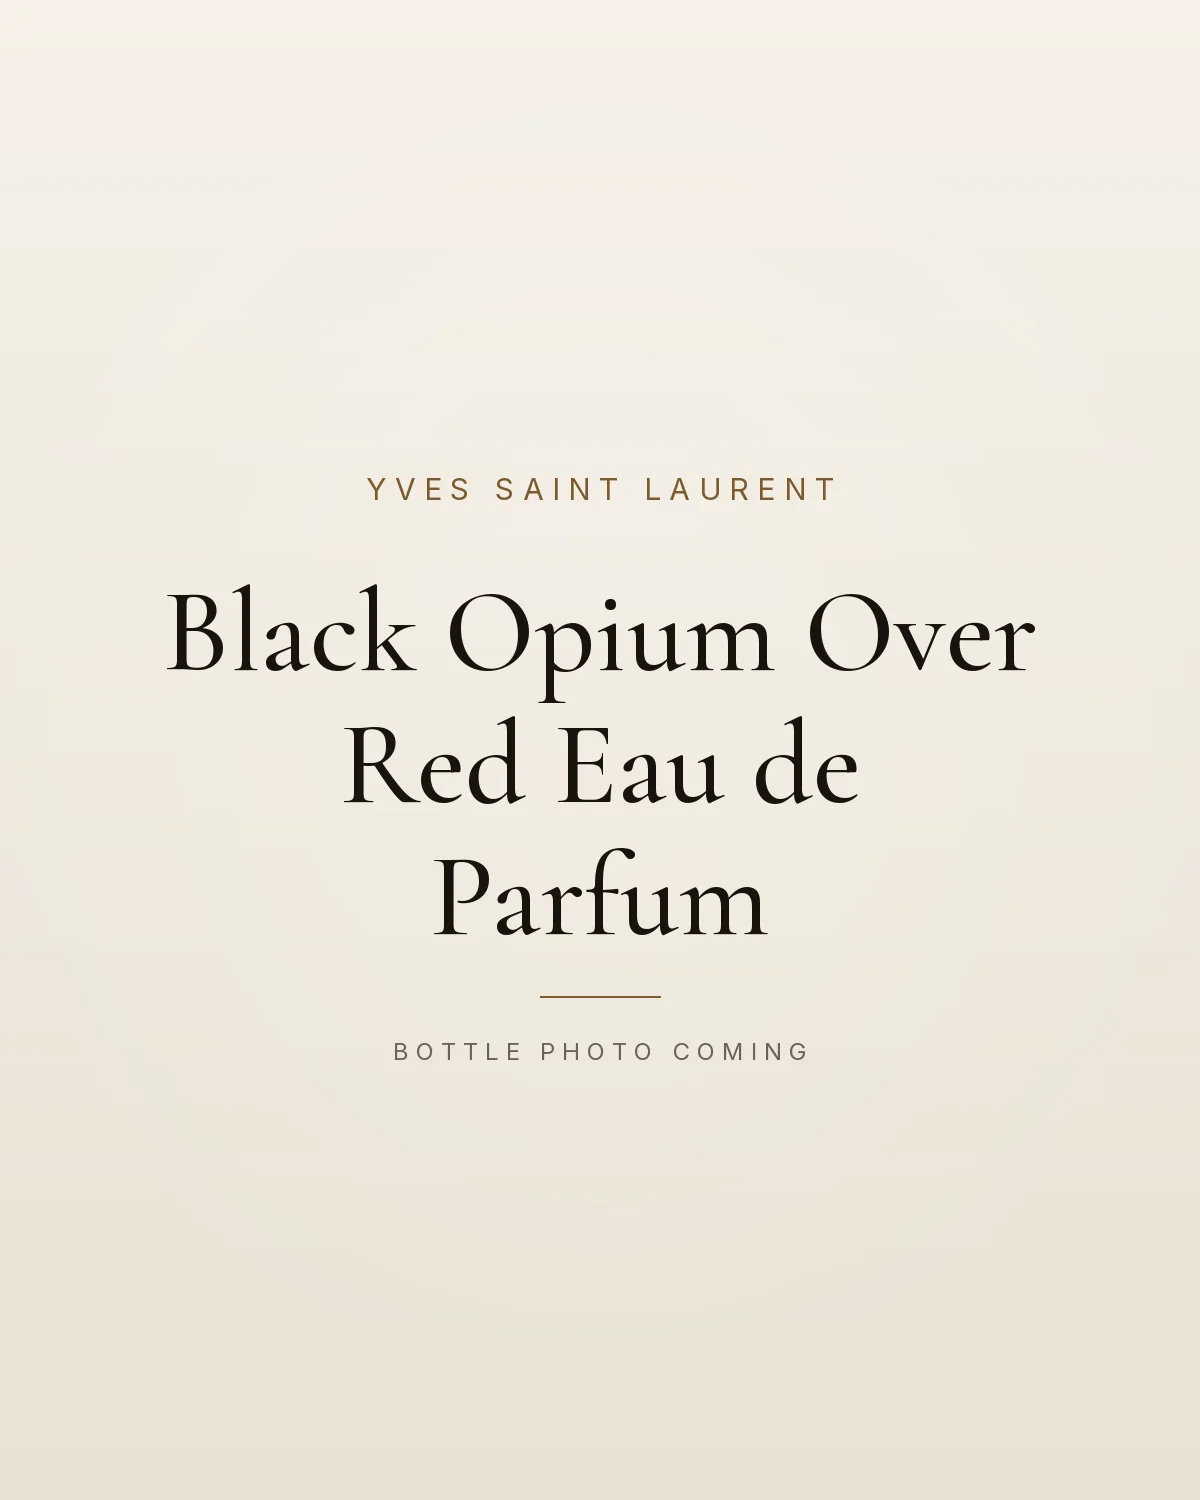 YVES SAINT LAURENT
Black Opium Over
Red Eau de
Parfum
BOTTLE PHOTO COMING